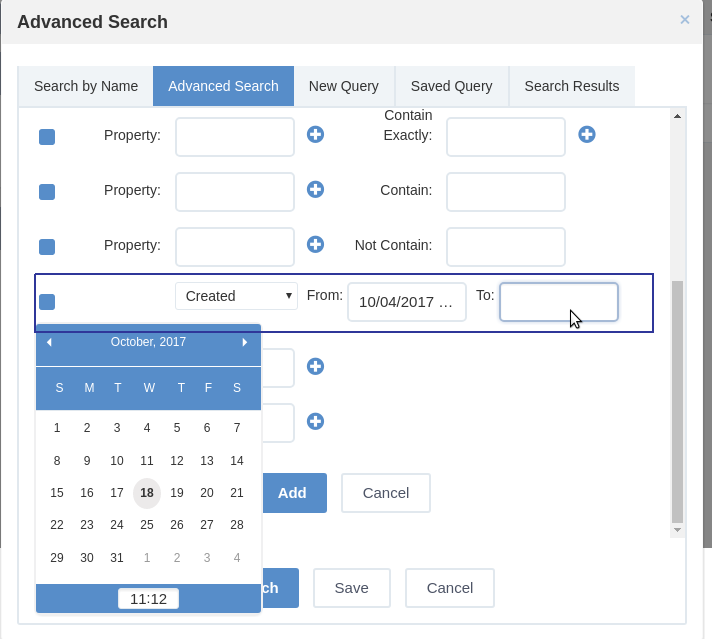 Advanced Search ×
Search by Name Advanced Search New Query Saved Query Search Results
Contain
Property: Exactly:
Property: Contain:
Property: Not Contain:
Created From: 10/04/2017 ... To:
October, 2017
S M T W T F S
1 2 3 4 5 6 7
8 9 10 11 12 13 14
15 16 17 18 19 20 21
22 23 24 25 26 27 28
29 30 31 1 2 3 4
11:12
Add Cancel
Save Cancel